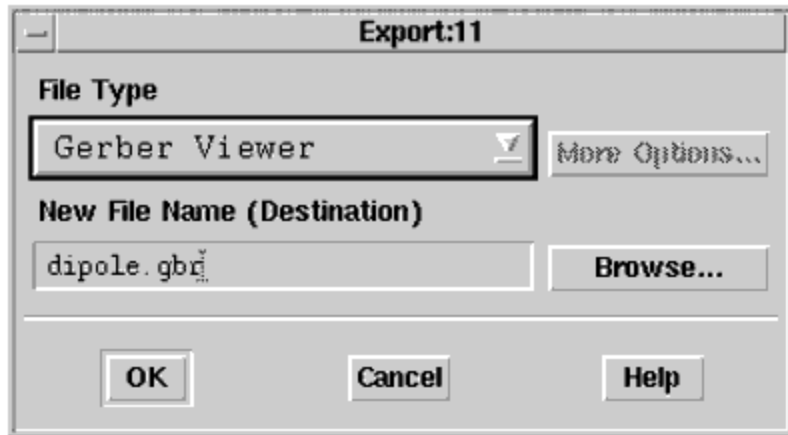 Export:11
File Type
Gerber Viewer
More Options...
New File Name (Destination)
dipole.gbr
Browse...
OK Cancel Help